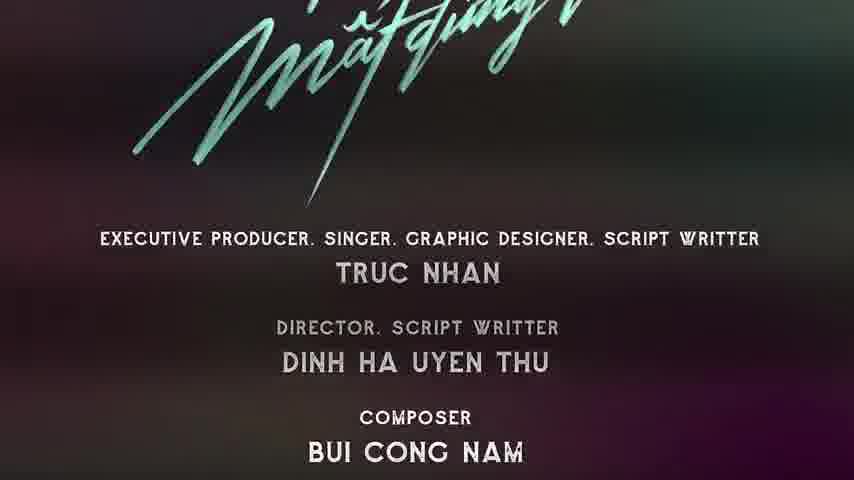 mất đừng
EXECUTIVE PRODUCER. SINGER. GRAPHIC DESIGNER. SCRIPT WRITTER
TRUC NHAN
DIRECTOR. SCRIPT WRITTER
DINH HA UYEN THU
COMPOSER
BUI CONG NAM